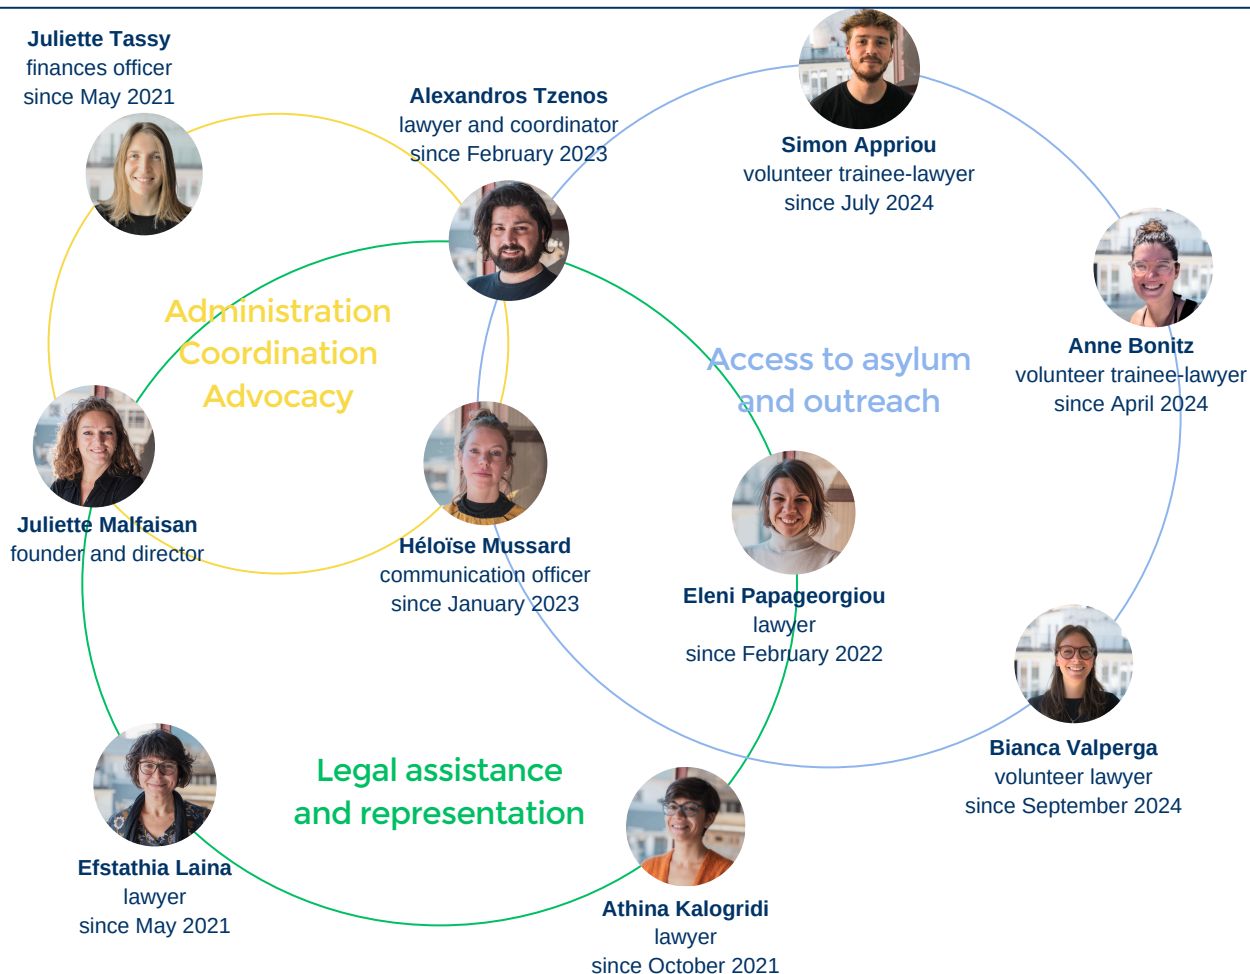 Juliette Tassy
finances officer
since May 2021
Alexandros Tzenos
lawyer and coordinator
since February 2023
Simon Appriou
volunteer trainee-lawyer
since July 2024
Anne Bonitz
volunteer trainee-lawyer
since April 2024
Administration
Coordination
Advocacy
Access to asylum
and outreach
Juliette Malfaisan
founder and director
Héloïse Mussard
communication officer
since January 2023
Eleni Papageorgiou
lawyer
since February 2022
Bianca Valperga
volunteer lawyer
since September 2024
Legal assistance
and representation
Efstathia Laina
lawyer
since May 2021
Athina Kalogridi
lawyer
since October 2021